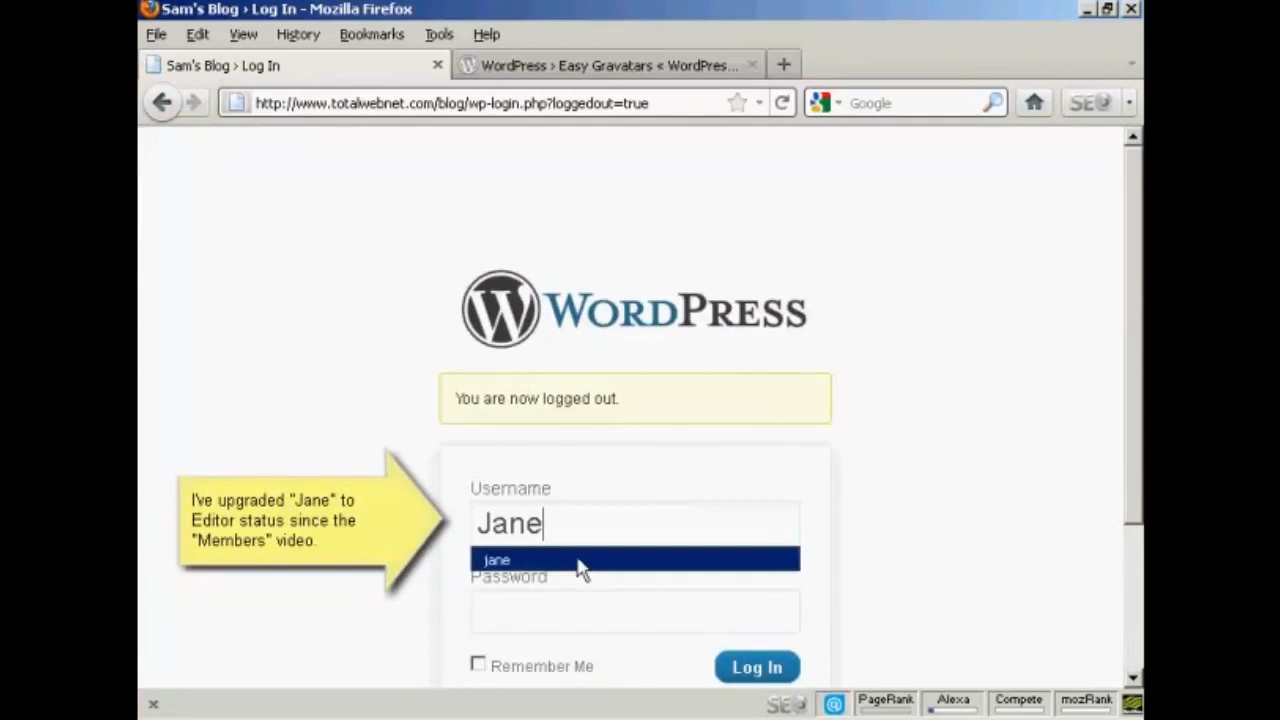 Sam's Blog › Log In - Mozilla Firefox
File Edit View History Bookmarks Tools Help
Sam's Blog › Log In
WordPress › Easy Gravatars « WordPres...
http://www.totalwebnet.com/blog/wp-login.php?loggedout=true
Google
SEO
WORDPRESS
You are now logged out.
I've upgraded "Jane" to
Editor status since the
"Members" video.
Username
Jane
jane
Password
Remember Me
Log In
SEO PageRank Alexa Compete mozRank